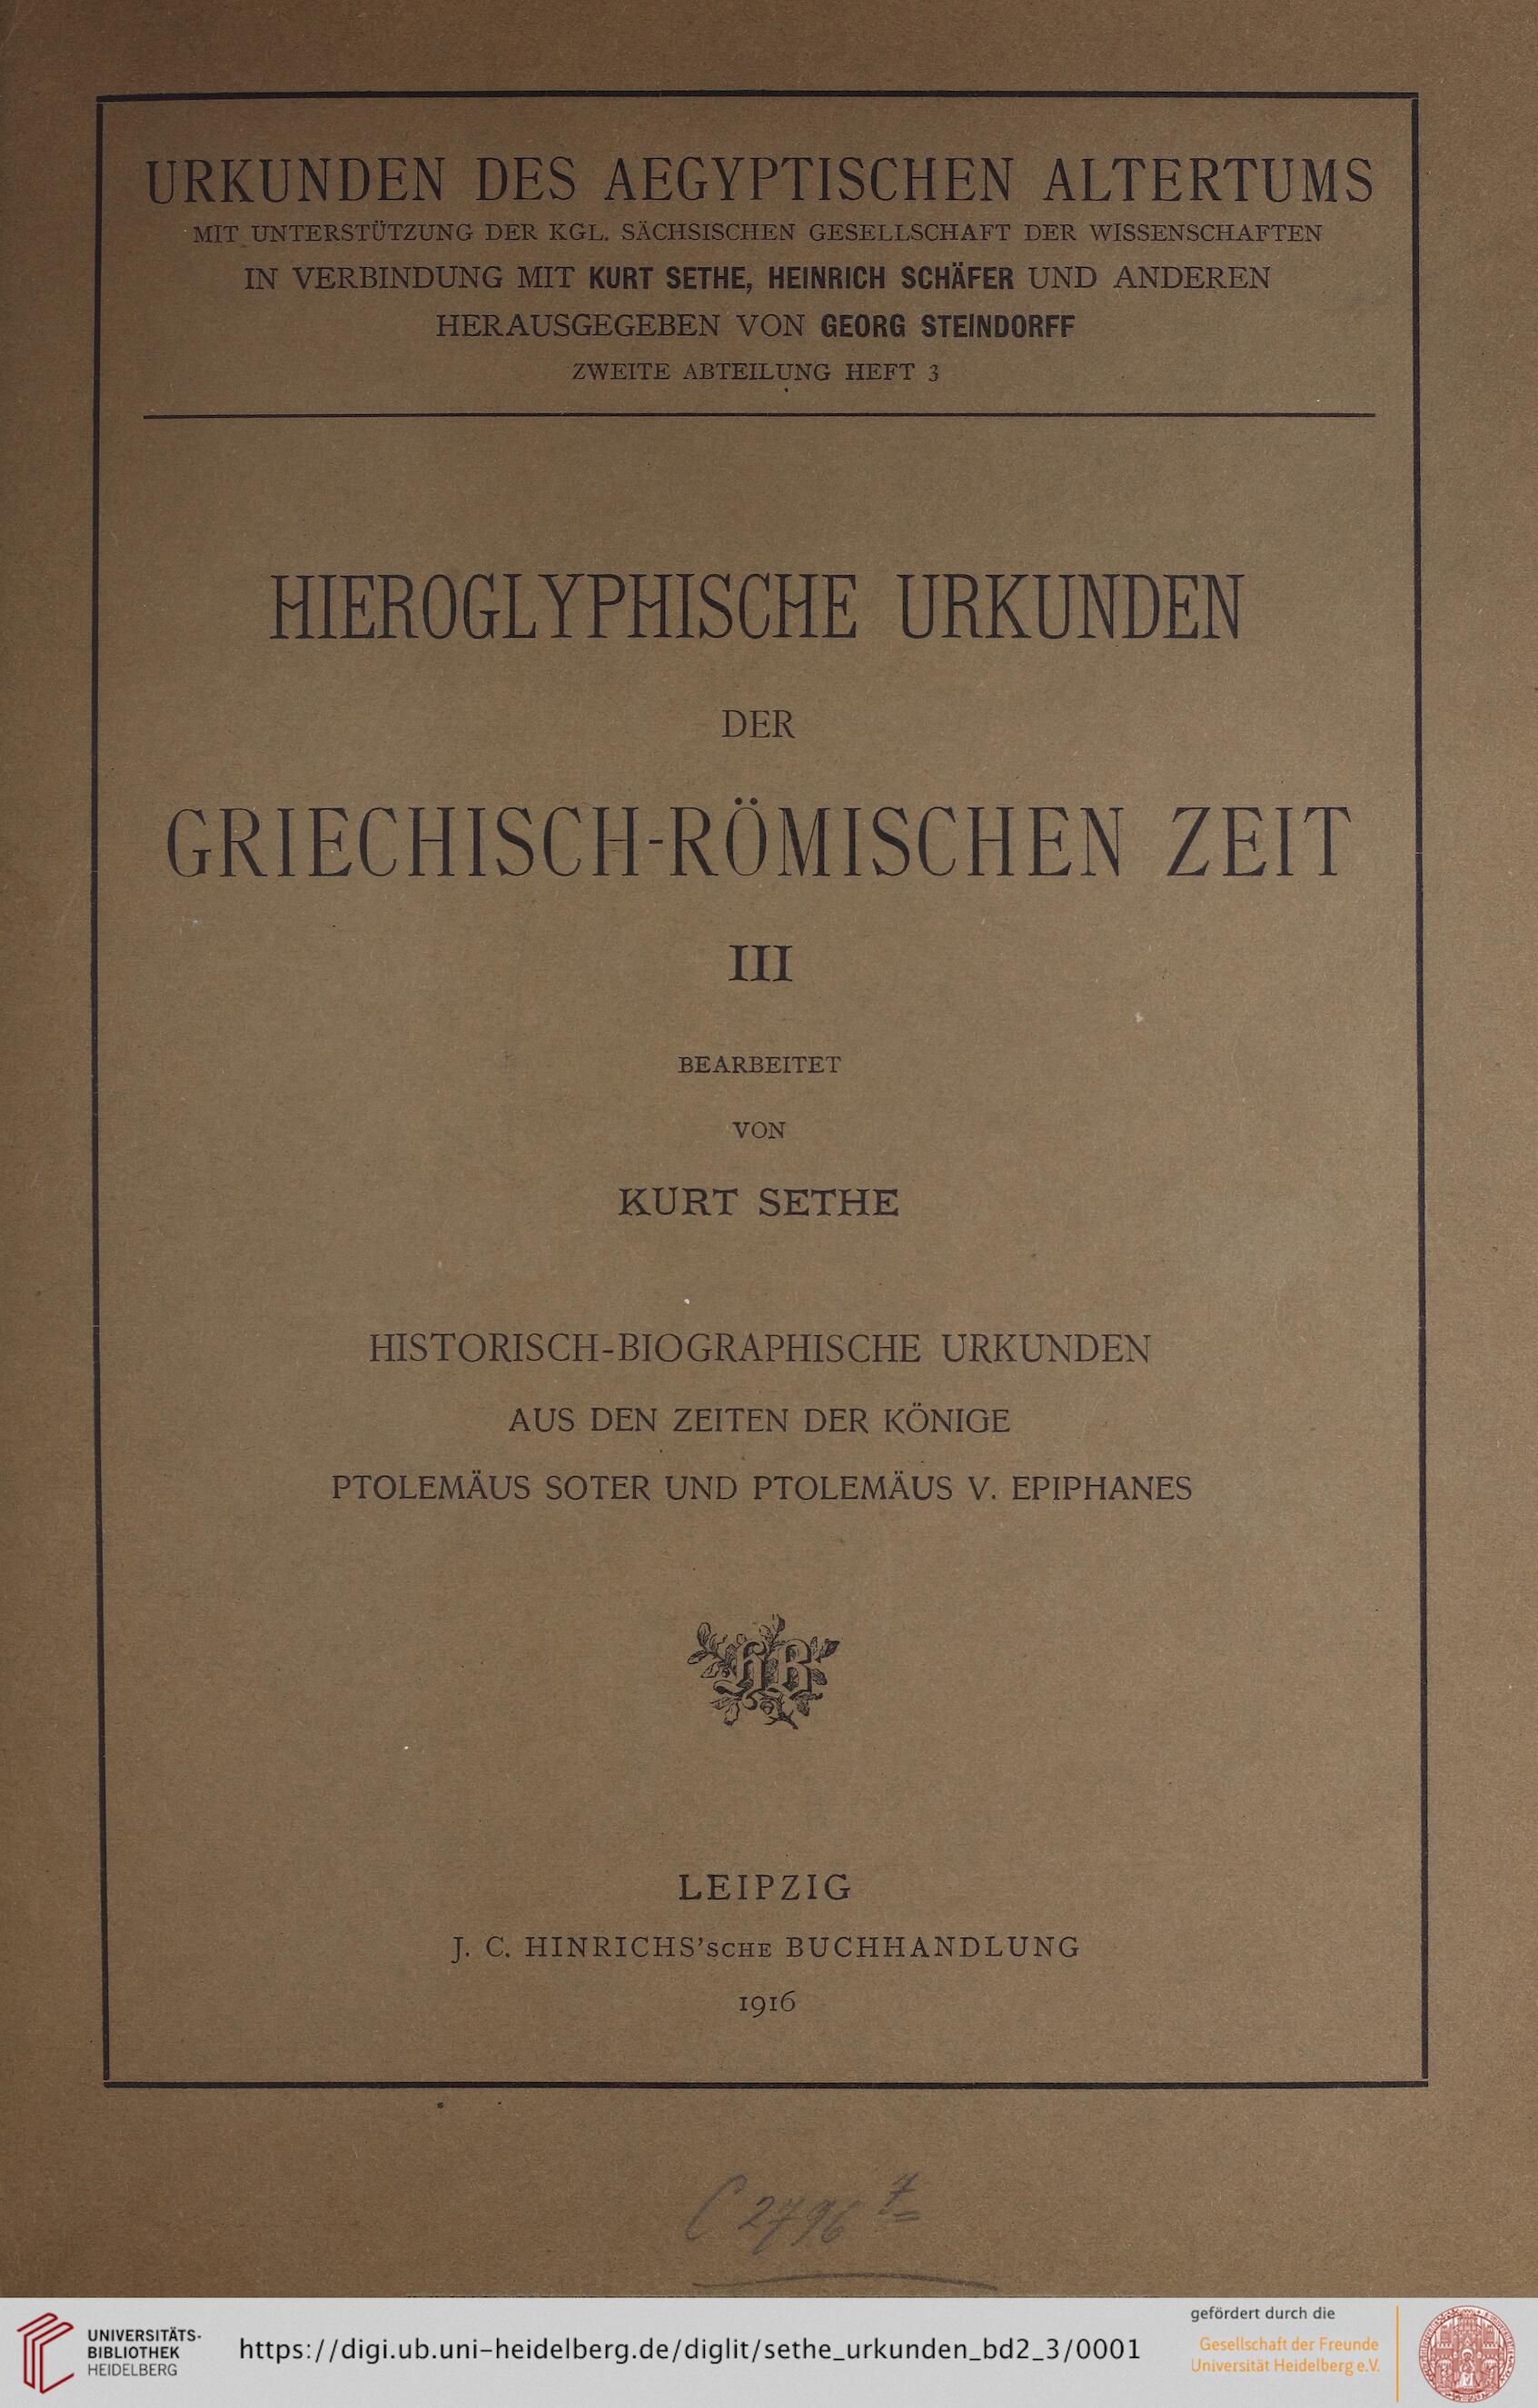 URKUNDEN DES AEGYPTISCHEN ALTERTUMS
MIT UNTERSTÜTZUNG DER KGL. SÄCHSISCHEN GESELLSCHAFT DER WISSENSCHAFTEN
IN VERBINDUNG MIT KURT SETHE, HEINRICH SCHÄFER UND ANDEREN
HERAUSGEGEBEN VON GEORG STEINDORFF
ZWEITE ABTEILUNG HEFT 3
HIEROGLYPHISCHE URKUNDEN
DER
GRIECHISCH-RÖMISCHEN ZEIT
III
BEARBEITET
VON
KURT SETHE
HISTORISCH-BIOGRAPHISCHE URKUNDEN
AUS DEN ZEITEN DER KÖNIGE
PTOLEMÄUS SOTER UND PTOLEMÄUS V. EPIPHANES
LEIPZIG
J. C. HINRICHS'SCHE BUCHHANDLUNG
1916
C 2796
UNIVERSITÄTS-
BIBLIOTHEK
HEIDELBERG
https://digi.ub.uni-heidelberg.de/diglit/sethe_urkunden_bd2_3/0001
gefördert durch die
Gesellschaft der Freunde
Universität Heidelberg e.V.